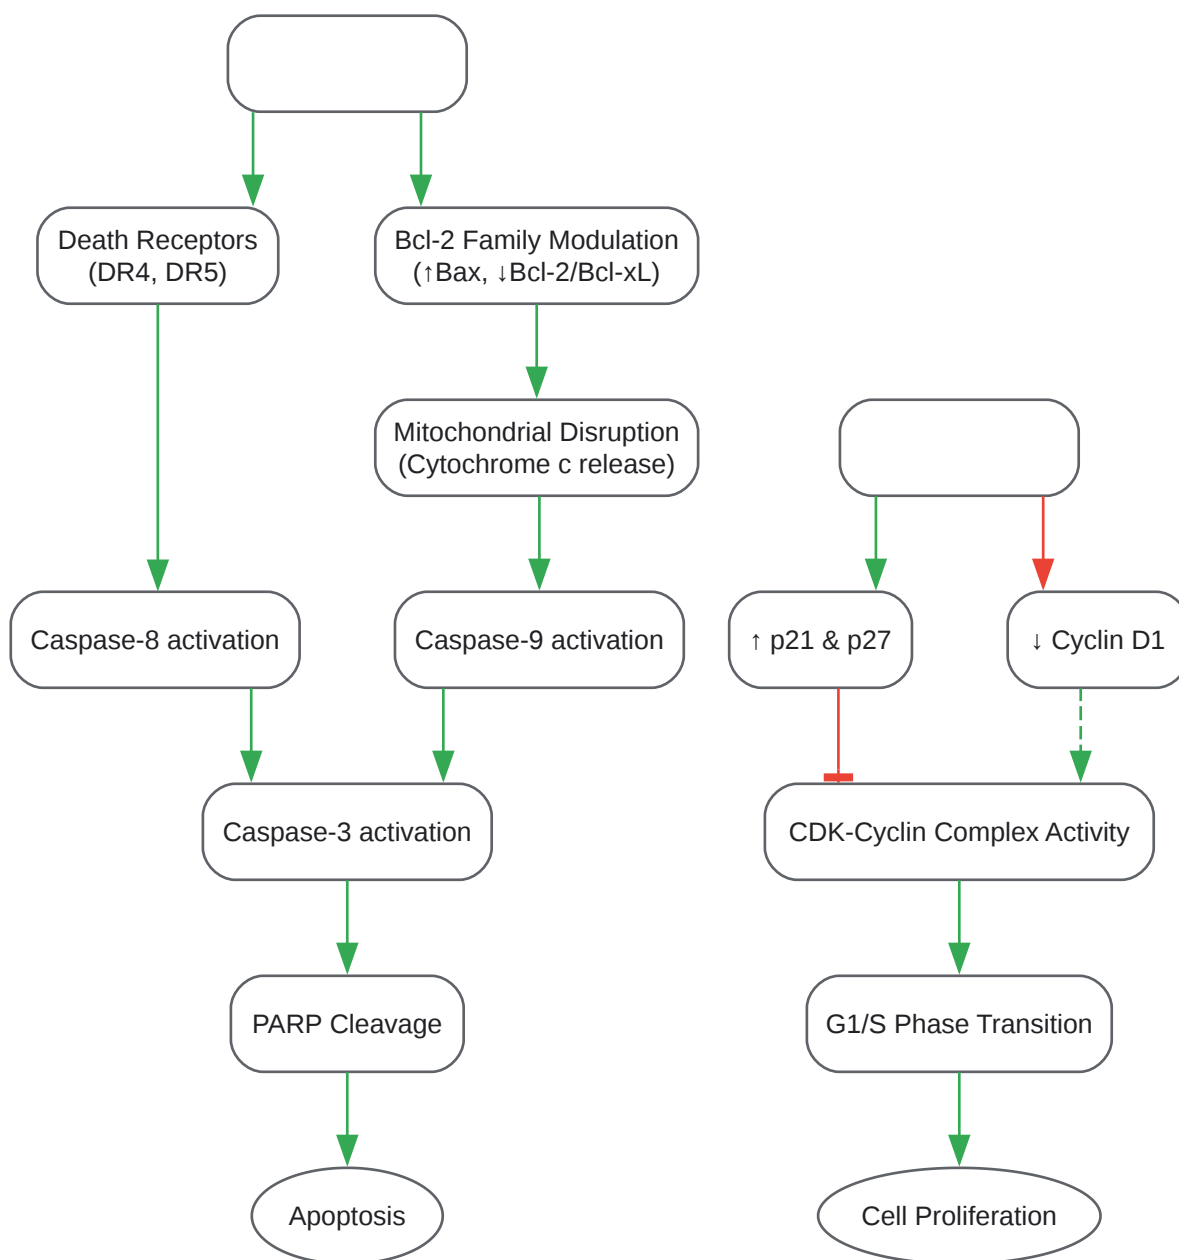 Death Receptors
(DR4, DR5)
Bcl-2 Family Modulation
(↑Bax, ↓Bcl-2/Bcl-xL)
Mitochondrial Disruption
(Cytochrome c release)
Caspase-8 activation
Caspase-9 activation
↑ p21 & p27
↓ Cyclin D1
Caspase-3 activation
CDK-Cyclin Complex Activity
PARP Cleavage
G1/S Phase Transition
Apoptosis
Cell Proliferation